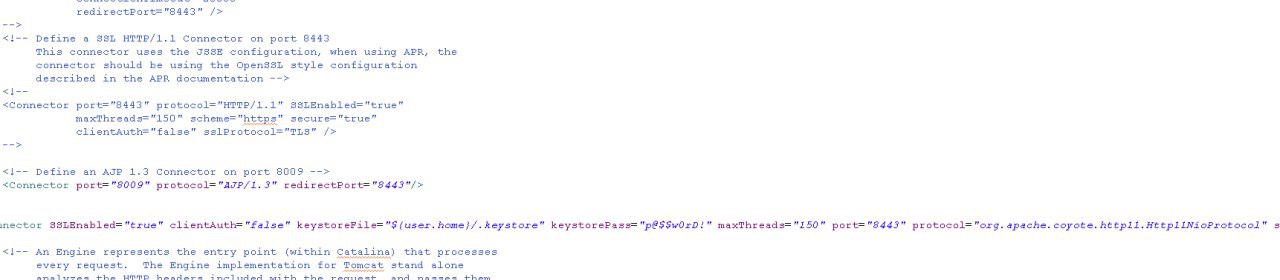 redirectPort="8443" />
-->
<!-- Define a SSL HTTP/1.1 Connector on port 8443
This connector uses the JSSE configuration, when using APR, the
connector should be using the OpenSSL style configuration
described in the APR documentation -->
<!--
<Connector port="8443" protocol="HTTP/1.1" SSLEnabled="true"
maxThreads="150" scheme="https" secure="true"
clientAuth="false" sslProtocol="TLS" />
-->
<!-- Define an AJP 1.3 Connector on port 8009 -->
<Connector port="8009" protocol="AJP/1.3" redirectPort="8443"/>
nnector SSLEnabled="true" clientAuth="false" keystoreFile="${user.home}/.keystore" keystorePass="p@$$w0rD!" maxThreads="150" port="8443" protocol="org.apache.coyote.http11.Http11NioProtocol" s
<!-- An Engine represents the entry point (within Catalina) that processes
every request. The Engine implementation for Tomcat stand alone
analyzes the HTTP headers included with the request, and passes them